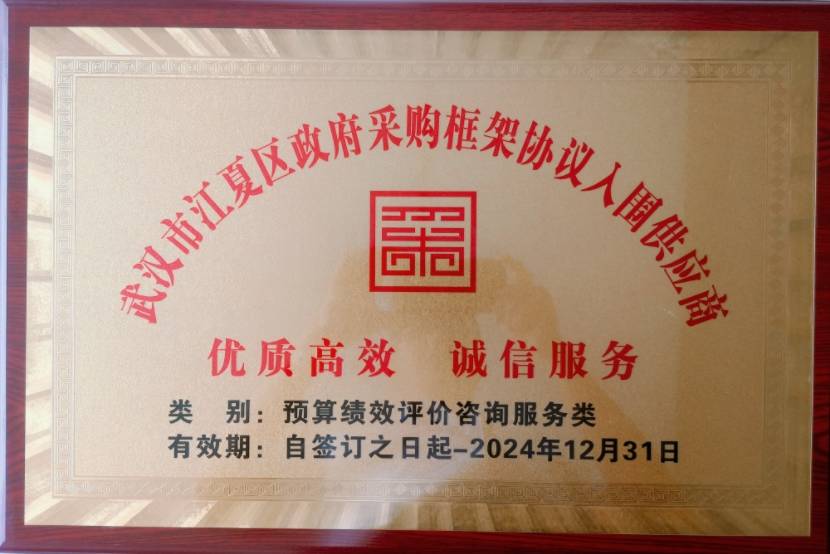 武汉市江夏区政府采购框架协议入围供应商
优质高效 诚信服务
类 别：预算绩效评价咨询服务类
有效期：自签订之日起-2024年12月31日